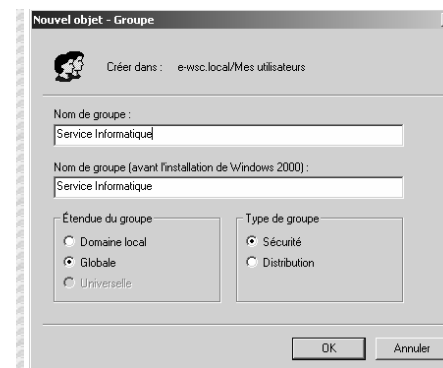 Nouvel objet - Groupe
Créer dans : e-wsc.local/Mes utilisateurs
Nom de groupe :
Service Informatique
Nom de groupe (avant l'installation de Windows 2000) :
Service Informatique
Étendue du groupe
Domaine local
Globale
Universelle
Type de groupe
Sécurité
Distribution
OK
Annuler